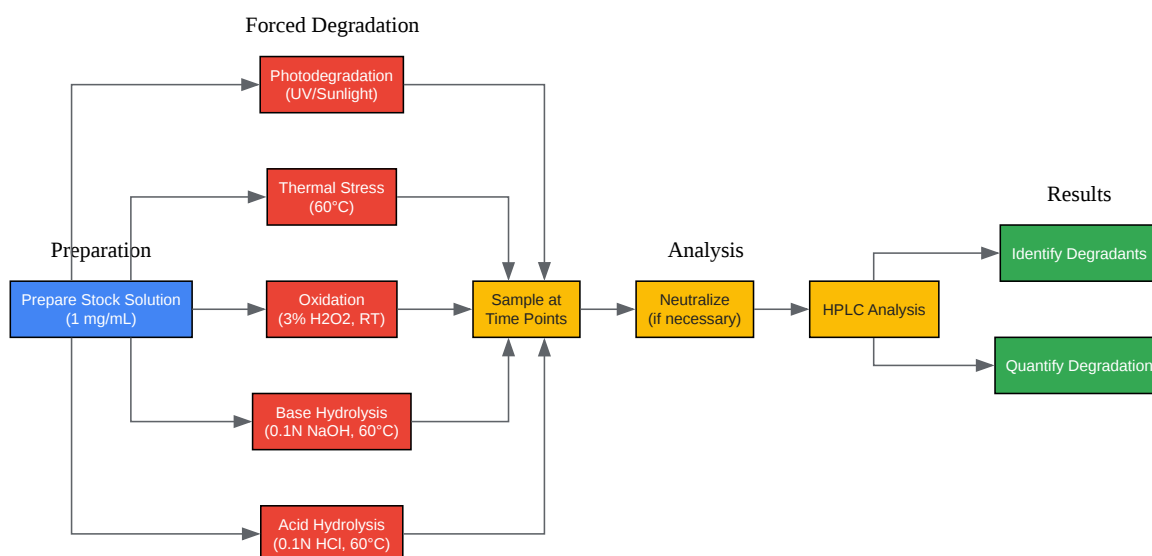 Forced Degradation
Photodegradation
(UV/Sunlight)
Thermal Stress
(60°C)
Results
Preparation
Analysis
Identify Degradants
Prepare Stock Solution
(1 mg/mL)
Oxidation
(3% H2O2, RT)
Sample at
Time Points
Neutralize
(if necessary)
HPLC Analysis
Quantify Degradation
Base Hydrolysis
(0.1N NaOH, 60°C)
Acid Hydrolysis
(0.1N HCl, 60°C)